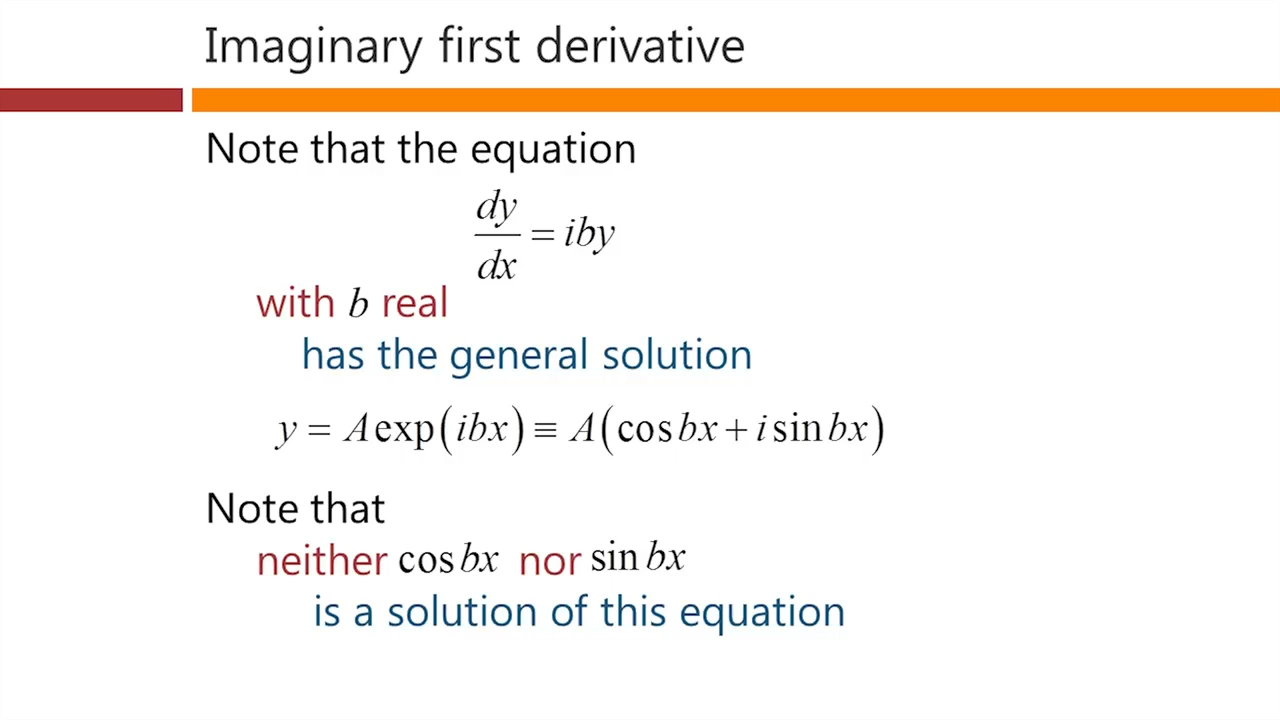 Imaginary first derivative
Note that the equation
dy/dx = iby
with b real
has the general solution
y = A exp(ibx) ≡ A(cos bx + i sin bx)
Note that
neither cos bx nor sin bx
is a solution of this equation